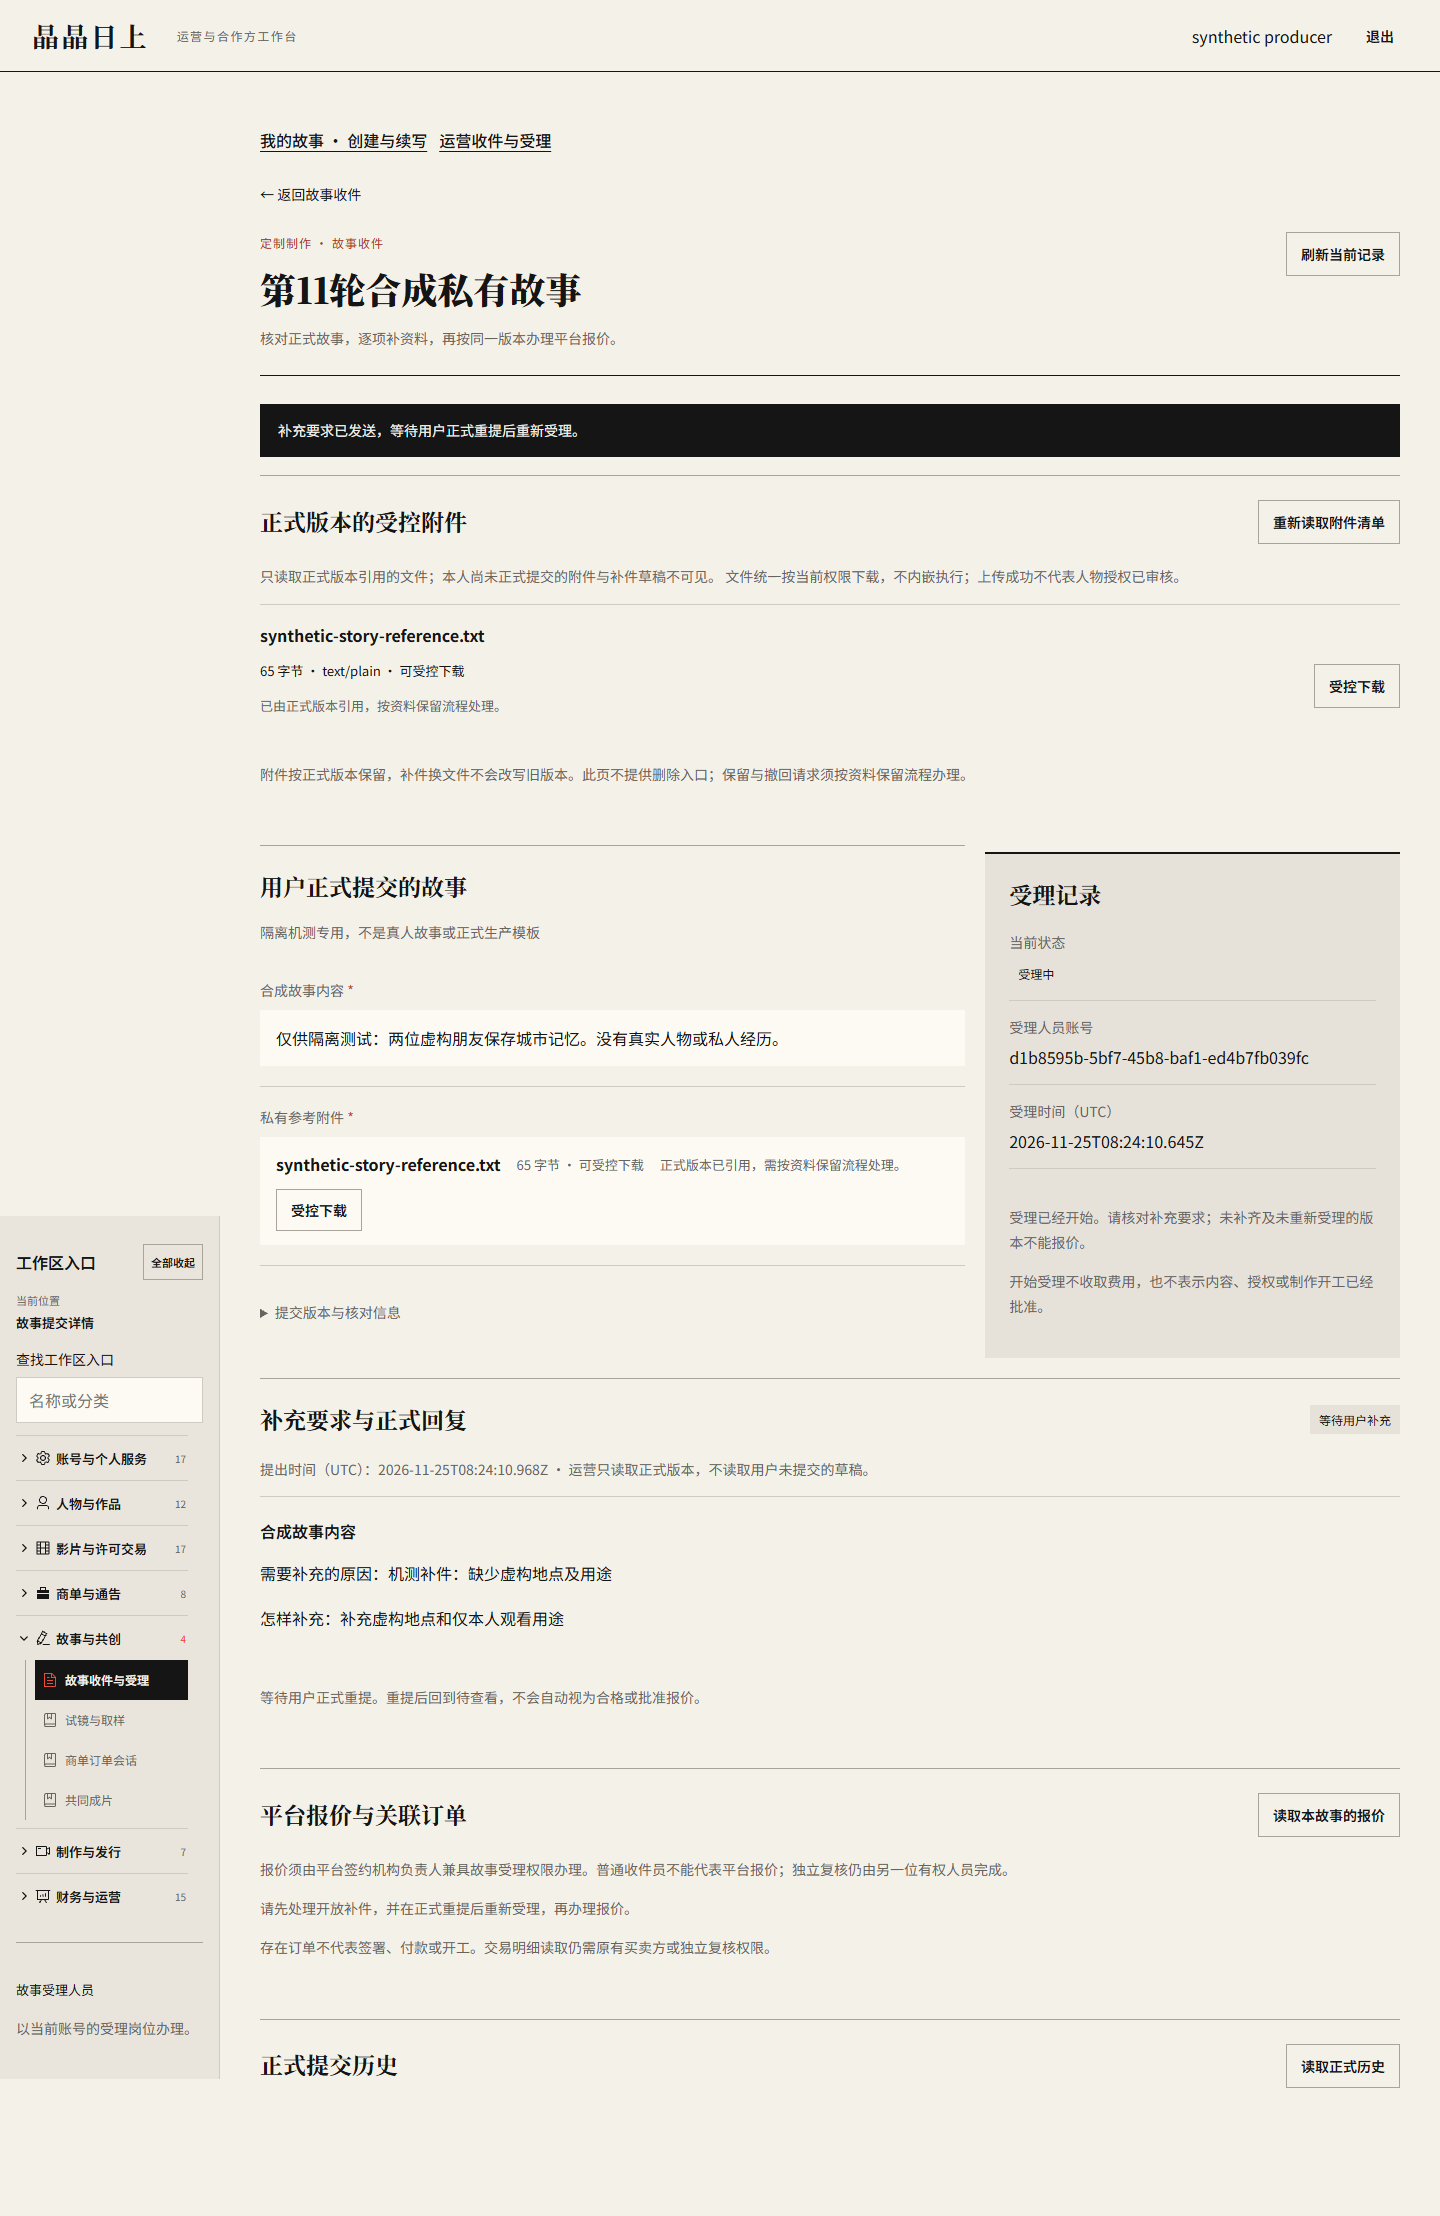 晶晶日上
运营与合作方工作台
synthetic producer
退出
我的故事 · 创建与续写
运营收件与受理
← 返回故事收件
定制制作 · 故事收件
刷新当前记录
第11轮合成私有故事
核对正式故事，逐项补资料，再按同一版本办理平台报价。
补充要求已发送，等待用户正式重提后重新受理。
正式版本的受控附件
重新读取附件清单
只读取正式版本引用的文件；本人尚未正式提交的附件与补件草稿不可见。 文件统一按当前权限下载，不内嵌执行；上传成功不代表人物授权已审核。
synthetic-story-reference.txt
65 字节 · text/plain · 可受控下载
受控下载
已由正式版本引用，按资料保留流程处理。
附件按正式版本保留，补件换文件不会改写旧版本。此页不提供删除入口；保留与撤回请求须按资料保留流程办理。
用户正式提交的故事
隔离机测专用，不是真人故事或正式生产模板
合成故事内容 *
仅供隔离测试：两位虚构朋友保存城市记忆。没有真实人物或私人经历。
私有参考附件 *
synthetic-story-reference.txt 65 字节 · 可受控下载 正式版本已引用，需按资料保留流程处理。
受控下载
▶ 提交版本与核对信息
受理记录
当前状态
受理中
受理人员账号
d1b8595b-5bf7-45b8-baf1-ed4b7fb039fc
受理时间（UTC）
2026-11-25T08:24:10.645Z
受理已经开始。请核对补充要求；未补齐及未重新受理的版
本不能报价。
开始受理不收取费用，也不表示内容、授权或制作开工已经
批准。
工作区入口
全部收起
当前位置
故事提交详情
查找工作区入口
名称或分类
账号与个人服务 17
人物与作品 12
影片与许可交易 17
商单与通告 8
故事与共创 4
故事收件与受理
试镜与取样
商单订单会话
共同成片
制作与发行 7
财务与运营 15
故事受理人员
以当前账号的受理岗位办理。
补充要求与正式回复
等待用户补充
提出时间（UTC）：2026-11-25T08:24:10.968Z · 运营只读取正式版本，不读取用户未提交的草稿。
合成故事内容
需要补充的原因：机测补件：缺少虚构地点及用途
怎样补充：补充虚构地点和仅本人观看用途
等待用户正式重提。重提后回到待查看，不会自动视为合格或批准报价。
平台报价与关联订单
读取本故事的报价
报价须由平台签约机构负责人兼具故事受理权限办理。普通收件员不能代表平台报价；独立复核仍由另一位有权人员完成。
请先处理开放补件，并在正式重提后重新受理，再办理报价。
存在订单不代表签署、付款或开工。交易明细读取仍需原有买卖方或独立复核权限。
正式提交历史
读取正式历史